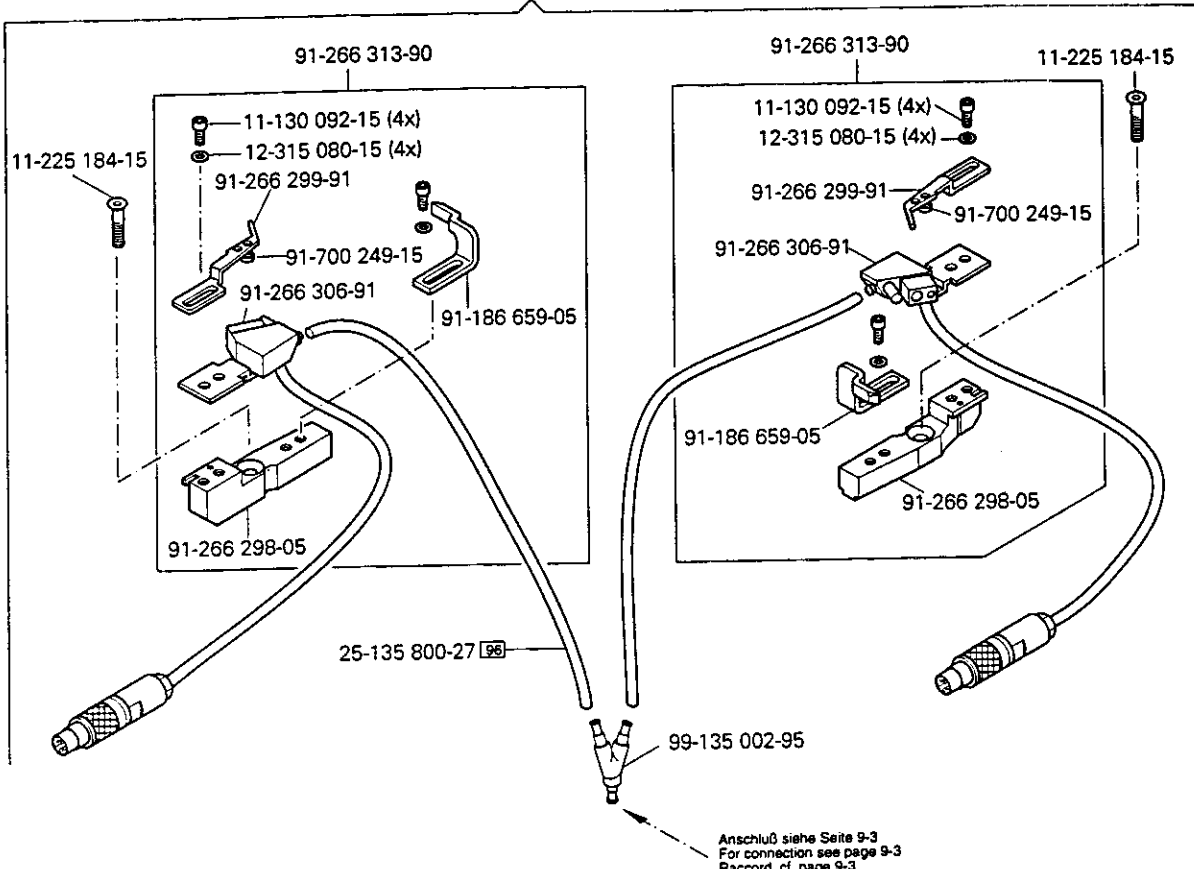 91-266 313-90
11-130 092-15 (4x)
12-315 080-15 (4x)
11-225 184-15
91-266 299-91
91-700 249-15
91-266 306-91
91-186 659-05
91-266 298-05
91-266 313-90
11-225 184-15
11-130 092-15 (4x)
12-315 080-15 (4x)
91-266 299-91
91-700 249-15
91-266 306-91
91-186 659-05
91-266 298-05
25-135 800-27 96
99-135 002-95
Anschluß siehe Seite 9-3
For connection see page 9-3
Raccord, cf. page 9-3